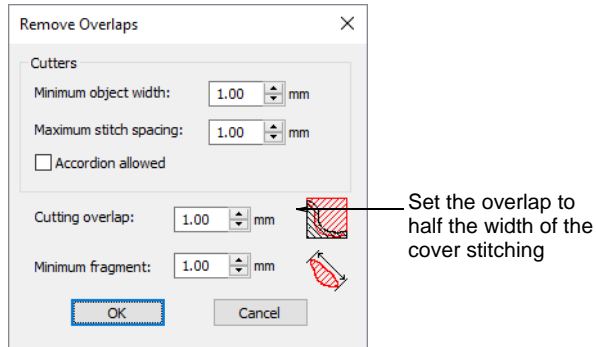 Remove Overlaps
Cutters
Minimum object width:
1.00
mm
Maximum stitch spacing:
1.00
mm
Accordion allowed
Cutting overlap:
1.00
mm
Set the overlap to
half the width of the
cover stitching
Minimum fragment:
1.00
mm
OK
Cancel